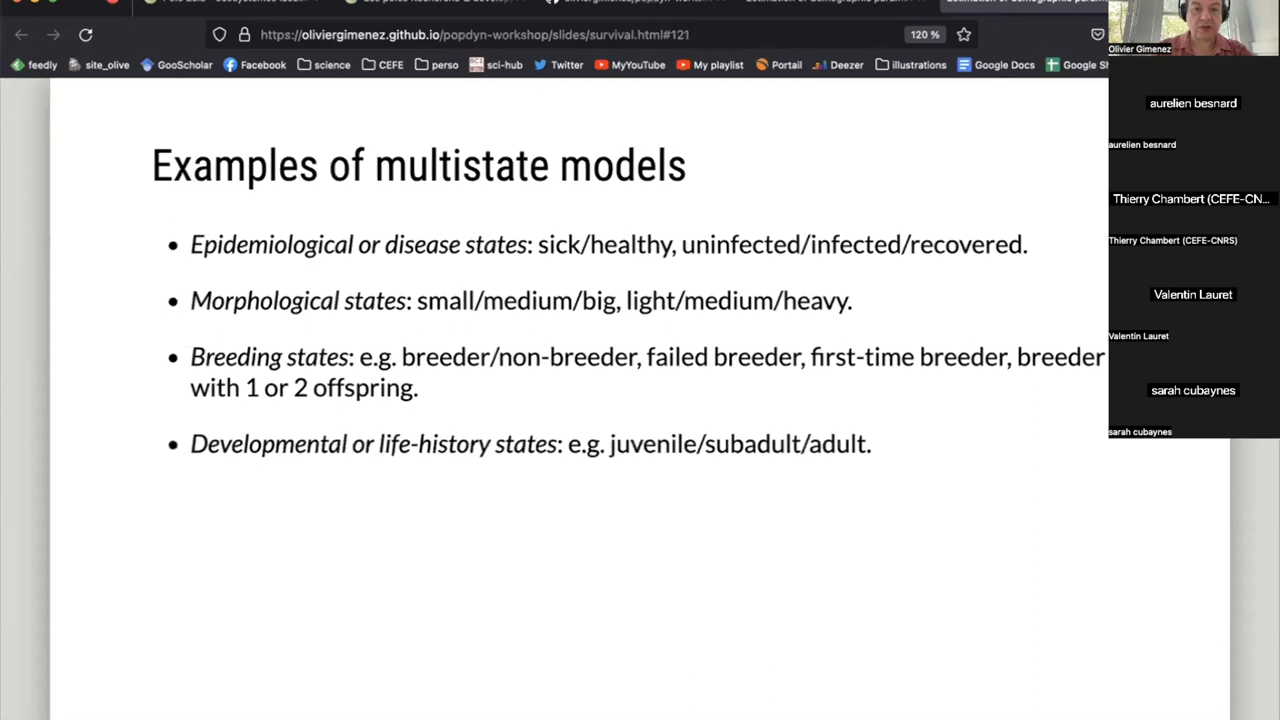 https://oliviergimenez.github.io/popdyn-workshop/slides/survival.html#121
120 %
feedly
site_olive
GooScholar
Facebook
science
CEFE
perso
sci-hub
Twitter
MyYouTube
My playlist
Portail
Deezer
illustrations
Google Docs
Google Sh
Examples of multistate models
Epidemiological or disease states: sick/healthy, uninfected/infected/recovered.
Morphological states: small/medium/big, light/medium/heavy.
Breeding states: e.g. breeder/non-breeder, failed breeder, first-time breeder, breeder
with 1 or 2 offspring.
Developmental or life-history states: e.g. juvenile/subadult/adult.
Olivier Gimenez
aurelien besnard
aurelien besnard
Thierry Chambert (CEFE-CN...
Thierry Chambert (CEFE-CNRS)
Valentin Lauret
Valentin Lauret
sarah cubaynes
sarah cubaynes